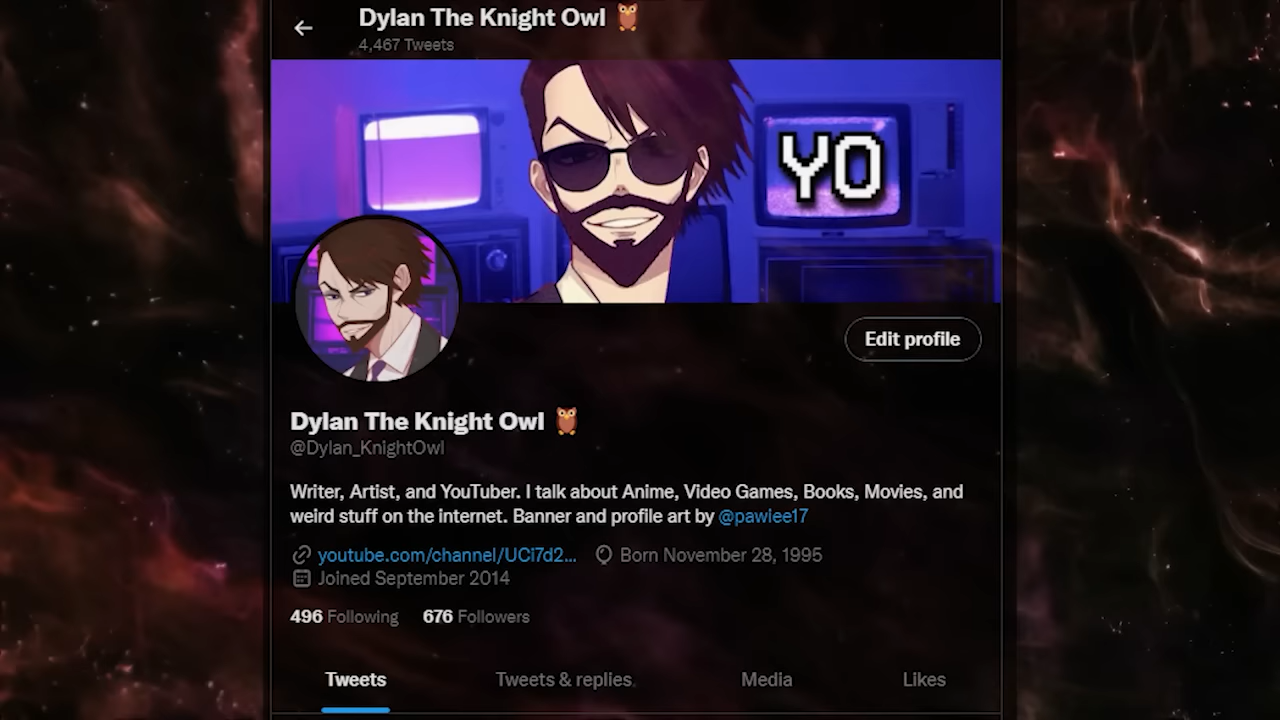 Dylan The Knight Owl 🦉
4,467 Tweets
YO
Edit profile
Dylan The Knight Owl 🦉
@Dylan_KnightOwl
Writer, Artist, and YouTuber. I talk about Anime, Video Games, Books, Movies, and
weird stuff on the internet. Banner and profile art by @pawlee17
youtube.com/channel/UCi7d2... Born November 28, 1995
Joined September 2014
496 Following 676 Followers
Tweets Tweets & replies Media Likes